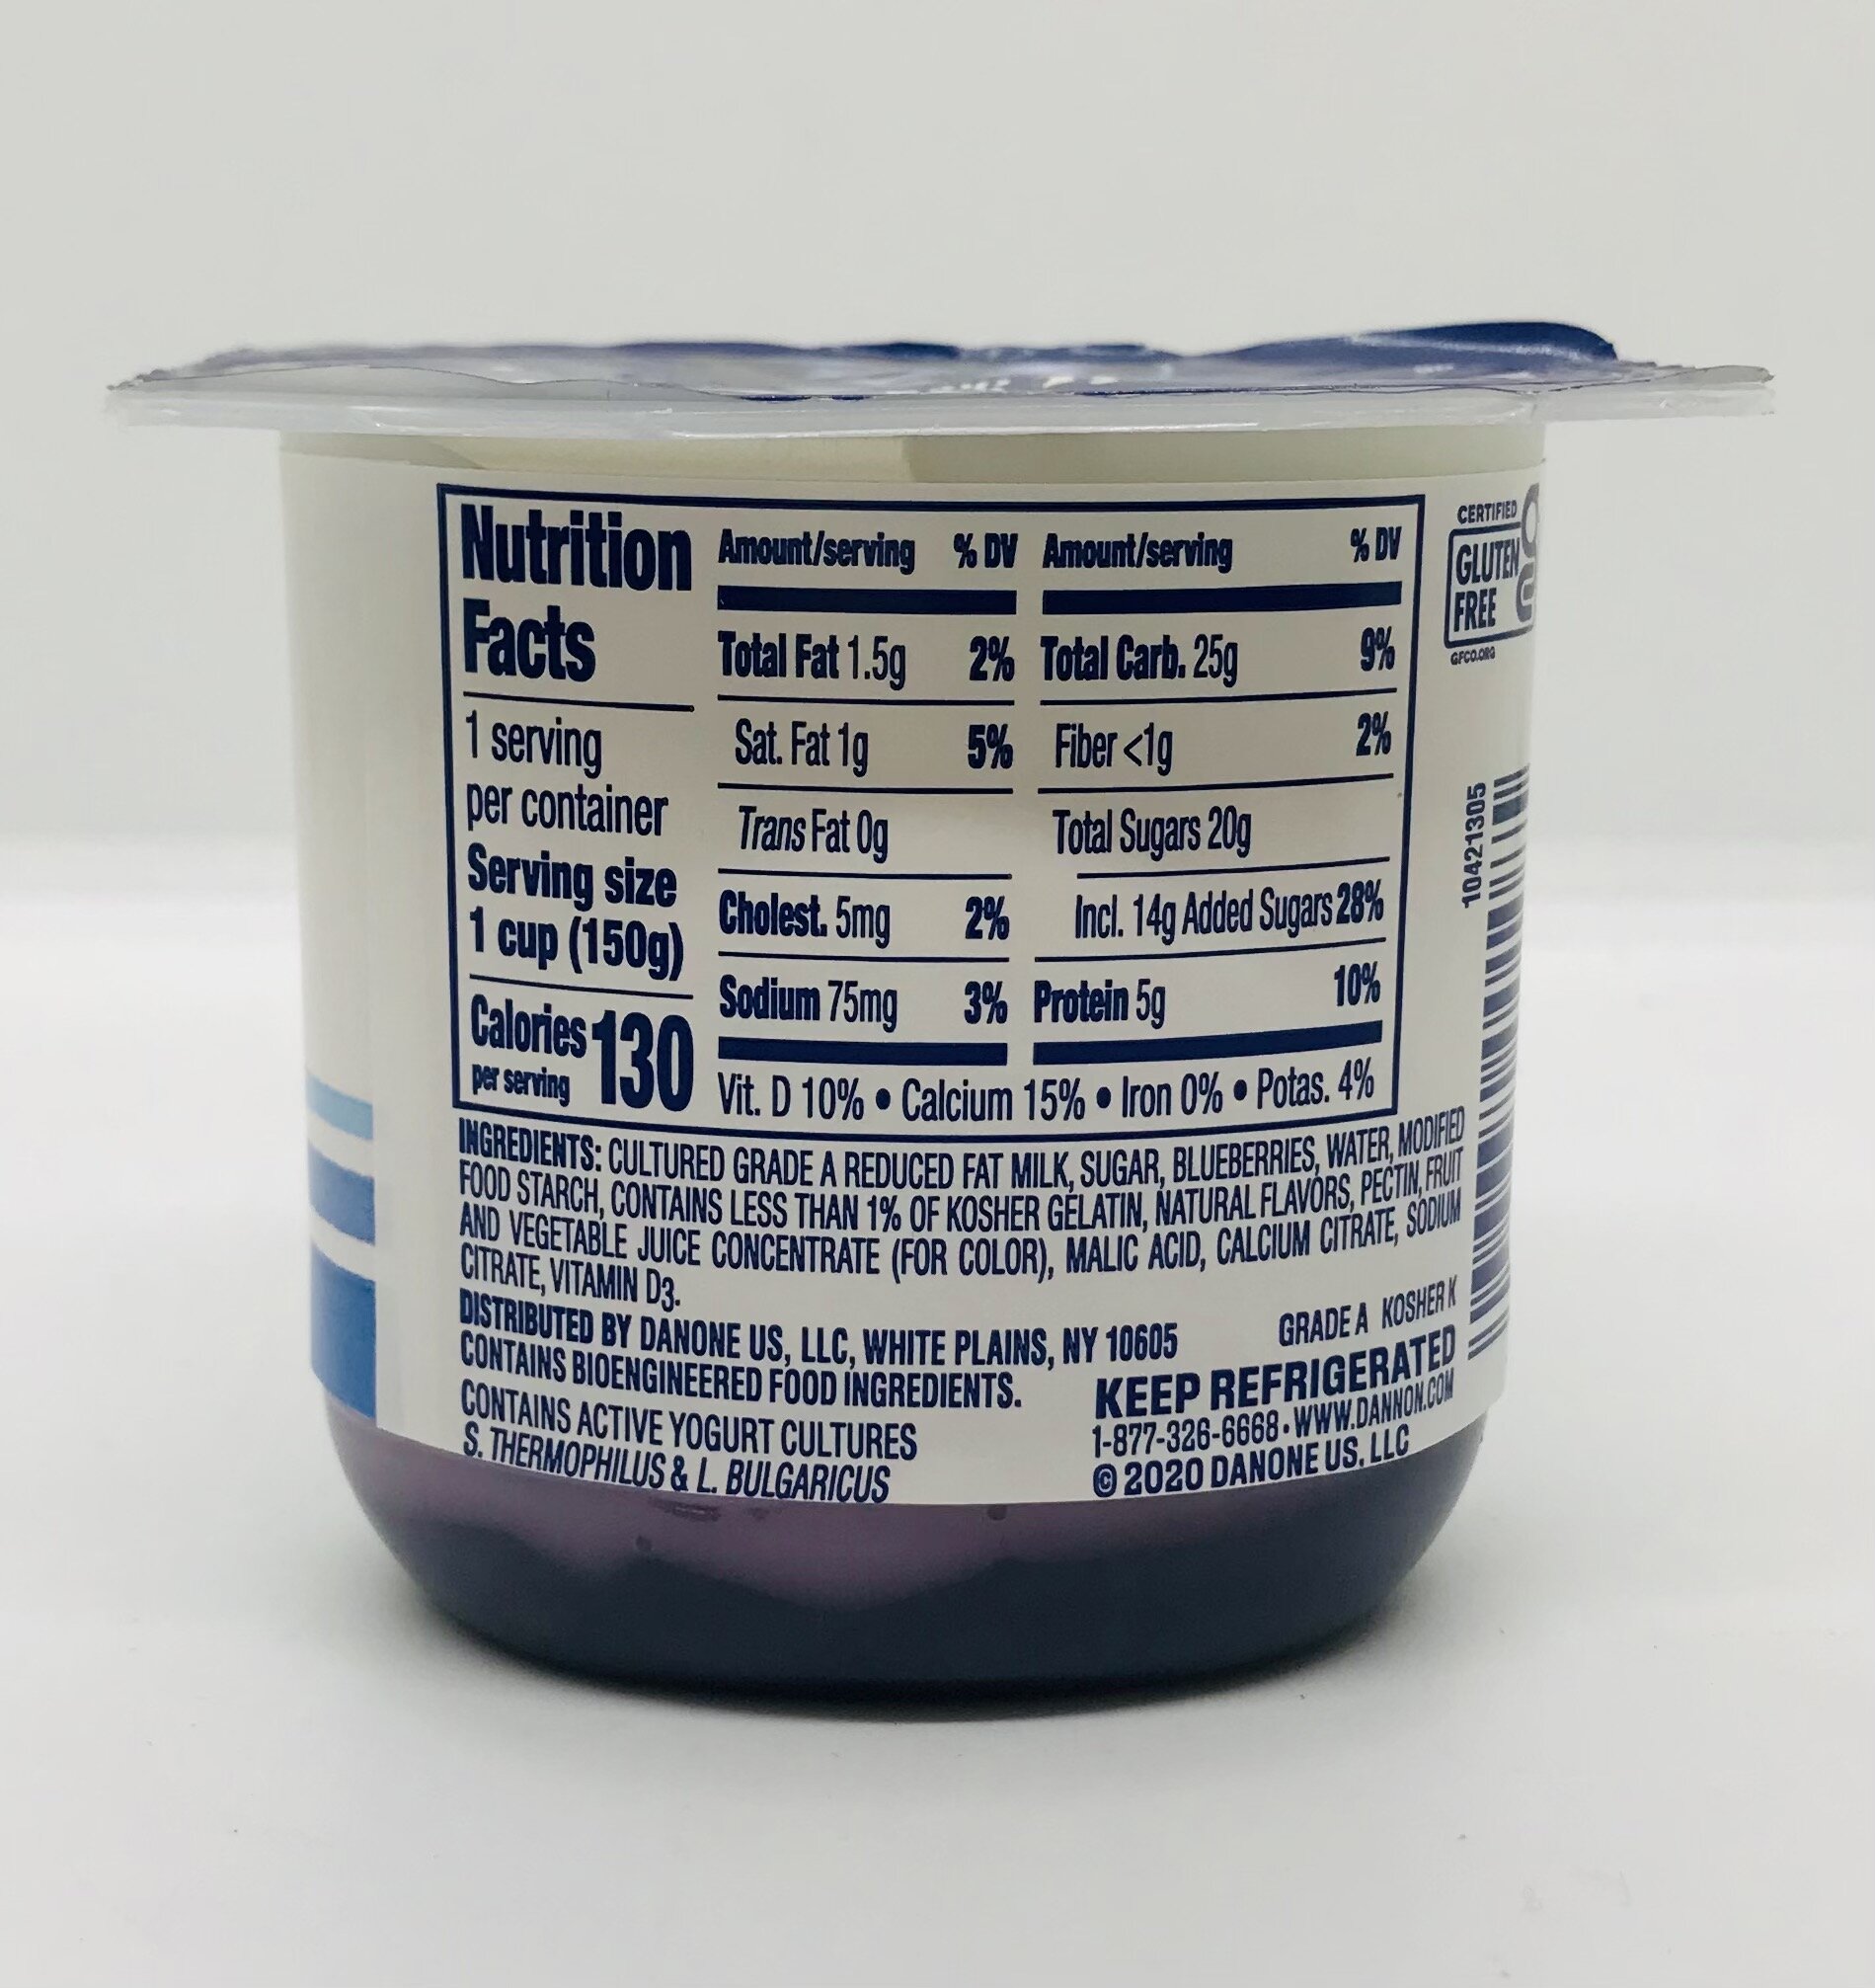 Nutrition
Facts
1 serving
per container
Serving size
1 cup (150g)
Calories 130
per serving
Amount/serving % DV
Total Fat 1.5g 2%
Sat. Fat 1g 5%
Trans Fat 0g
Cholest. 5mg 2%
Sodium 75mg 3%
Amount/serving % DV
Total Carb. 25g 9%
Fiber <1g 2%
Total Sugars 20g
Incl. 14g Added Sugars 28%
Protein 5g 10%
Vit. D 10% • Calcium 15% • Iron 0% • Potas. 4%
INGREDIENTS: CULTURED GRADE A REDUCED FAT MILK, SUGAR, BLUEBERRIES, WATER, MODIFIED
FOOD STARCH, CONTAINS LESS THAN 1% OF KOSHER GELATIN, NATURAL FLAVORS, PECTIN, FRUIT
AND VEGETABLE JUICE CONCENTRATE (FOR COLOR), MALIC ACID, CALCIUM CITRATE, SODIUM
CITRATE, VITAMIN D3.
DISTRIBUTED BY DANONE US, LLC, WHITE PLAINS, NY 10605
CONTAINS BIOENGINEERED FOOD INGREDIENTS.
CONTAINS ACTIVE YOGURT CULTURES
S. THERMOPHILUS & L. BULGARICUS
GRADE A KOSHER K
KEEP REFRIGERATED
1-877-326-6668 • WWW.DANNON.COM
© 2020 DANONE US, LLC
CERTIFIED
GLUTEN
FREE
GFCO.ORG
10421305